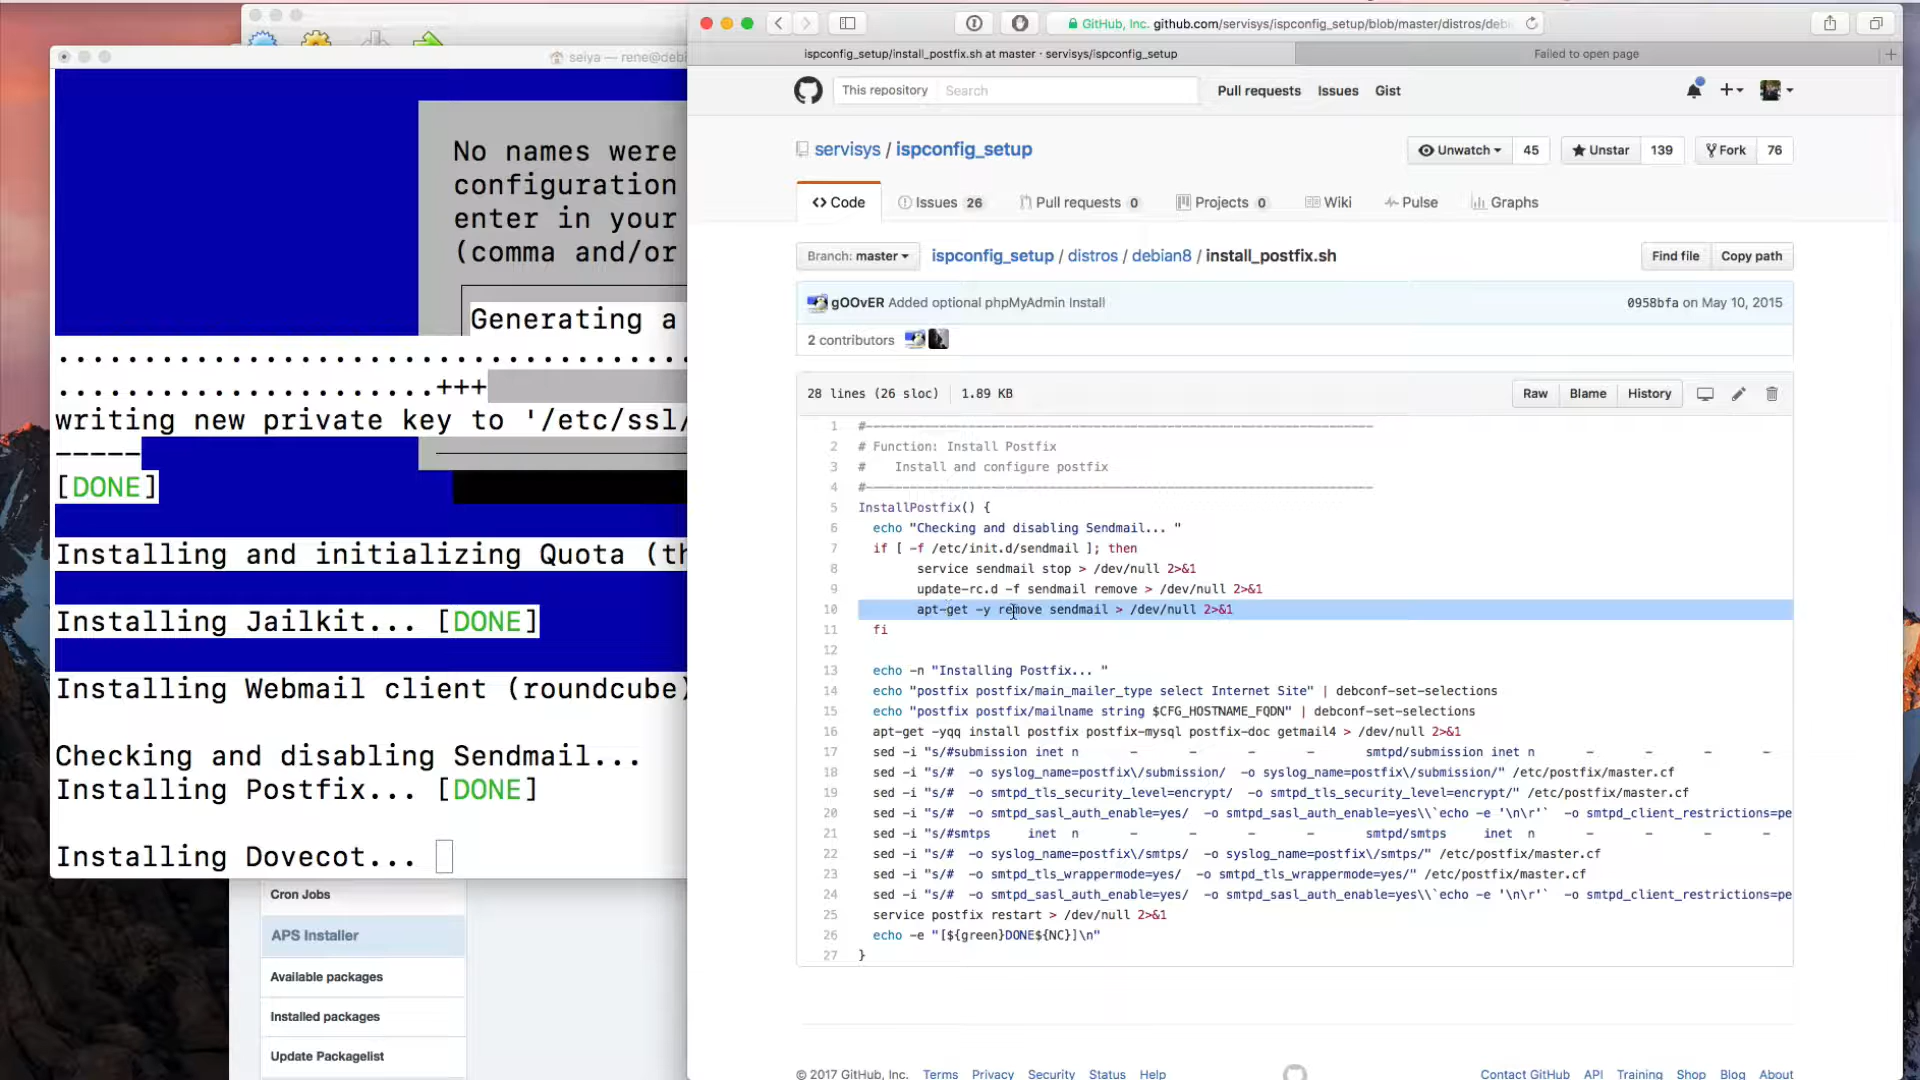 seiya — rene@debi
No names were
configuration
enter in your
(comma and/or
Generating a
.....................................
......................+++
writing new private key to '/etc/ssl/
-----
[DONE]
Installing and initializing Quota (th
Installing Jailkit... [DONE]
Installing Webmail client (roundcube)
Checking and disabling Sendmail...
Installing Postfix... [DONE]
Installing Dovecot...
Cron Jobs
APS Installer
Available packages
Installed packages
Update Packagelist
GitHub, Inc. github.com/servisys/ispconfig_setup/blob/master/distros/debi
ispconfig_setup/install_postfix.sh at master · servisys/ispconfig_setup
Failed to open page
This repository Search Pull requests Issues Gist
servisys / ispconfig_setup
Unwatch 45 Unstar 139 Fork 76
Code Issues 26 Pull requests 0 Projects 0 Wiki Pulse Graphs
Branch: master ispconfig_setup / distros / debian8 / install_postfix.sh Find file Copy path
gOOvER Added optional phpMyAdmin Install 0958bfa on May 10, 2015
2 contributors
28 lines (26 sloc) 1.89 KB Raw Blame History
1 #---------------------------------------------------------------------
2 # Function: Install Postfix
3 #    Install and configure postfix
4 #---------------------------------------------------------------------
5 InstallPostfix() {
6   echo "Checking and disabling Sendmail... "
7   if [ -f /etc/init.d/sendmail ]; then
8         service sendmail stop > /dev/null 2>&1
9         update-rc.d -f sendmail remove > /dev/null 2>&1
10         apt-get -y remove sendmail > /dev/null 2>&1
11   fi
12
13   echo -n "Installing Postfix... "
14   echo "postfix postfix/main_mailer_type select Internet Site" | debconf-set-selections
15   echo "postfix postfix/mailname string $CFG_HOSTNAME_FQDN" | debconf-set-selections
16   apt-get -yqq install postfix postfix-mysql postfix-doc getmail4 > /dev/null 2>&1
17   sed -i "s/#submission inet n       -       -       -       -       smtpd/submission inet n       -       -       -
18   sed -i "s/#  -o syslog_name=postfix\/submission/  -o syslog_name=postfix\/submission/" /etc/postfix/master.cf
19   sed -i "s/#  -o smtpd_tls_security_level=encrypt/  -o smtpd_tls_security_level=encrypt/" /etc/postfix/master.cf
20   sed -i "s/#  -o smtpd_sasl_auth_enable=yes/  -o smtpd_sasl_auth_enable=yes\\`echo -e '\n\r'`  -o smtpd_client_restrictions=pe
21   sed -i "s/#smtps     inet  n       -       -       -       -       smtpd/smtps     inet  n       -       -       -
22   sed -i "s/#  -o syslog_name=postfix\/smtps/  -o syslog_name=postfix\/smtps/" /etc/postfix/master.cf
23   sed -i "s/#  -o smtpd_tls_wrappermode=yes/  -o smtpd_tls_wrappermode=yes/" /etc/postfix/master.cf
24   sed -i "s/#  -o smtpd_sasl_auth_enable=yes/  -o smtpd_sasl_auth_enable=yes\\`echo -e '\n\r'`  -o smtpd_client_restrictions=pe
25   service postfix restart > /dev/null 2>&1
26   echo -e "[${green}DONE${NC}]\n"
27 }
© 2017 GitHub, Inc. Terms Privacy Security Status Help Contact GitHub API Training Shop Blog About